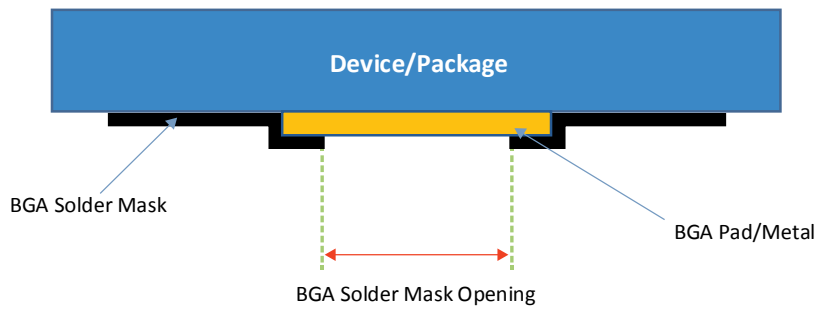 Device/Package
BGA Solder Mask
BGA Pad/Metal
BGA Solder Mask Opening